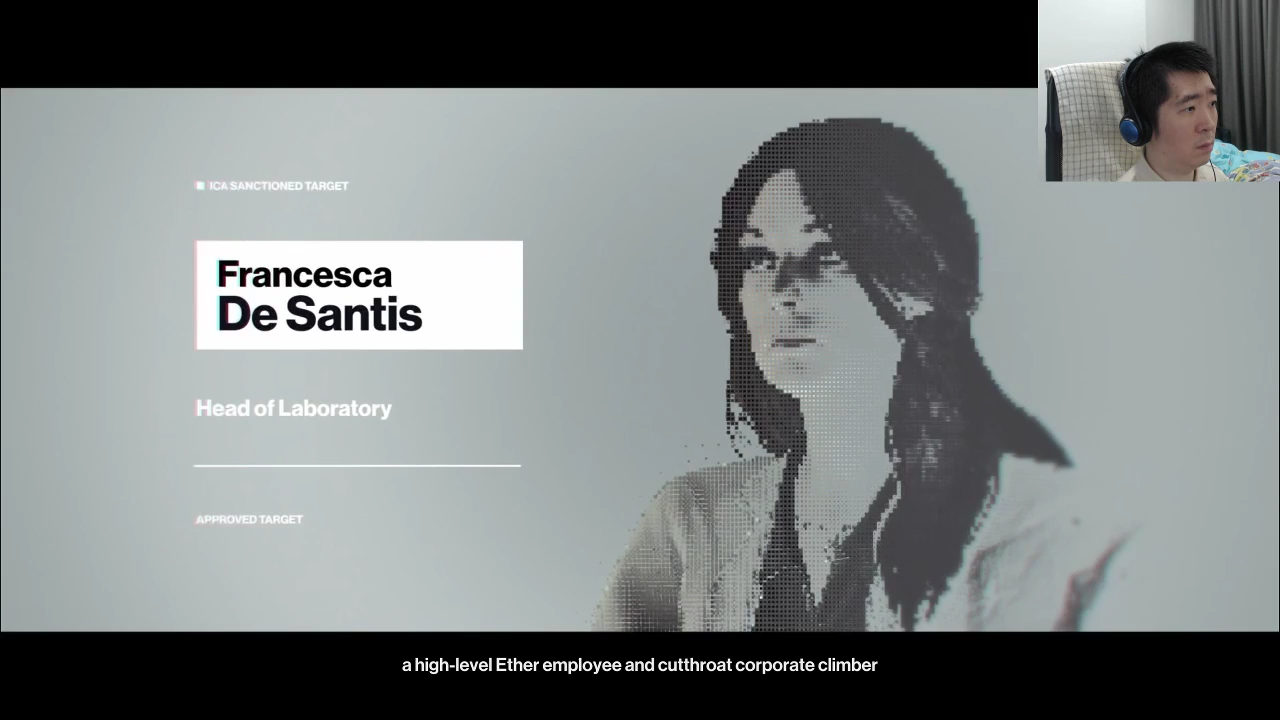 ICA SANCTIONED TARGET
Francesca
De Santis
Head of Laboratory
APPROVED TARGET
a high-level Ether employee and cutthroat corporate climber